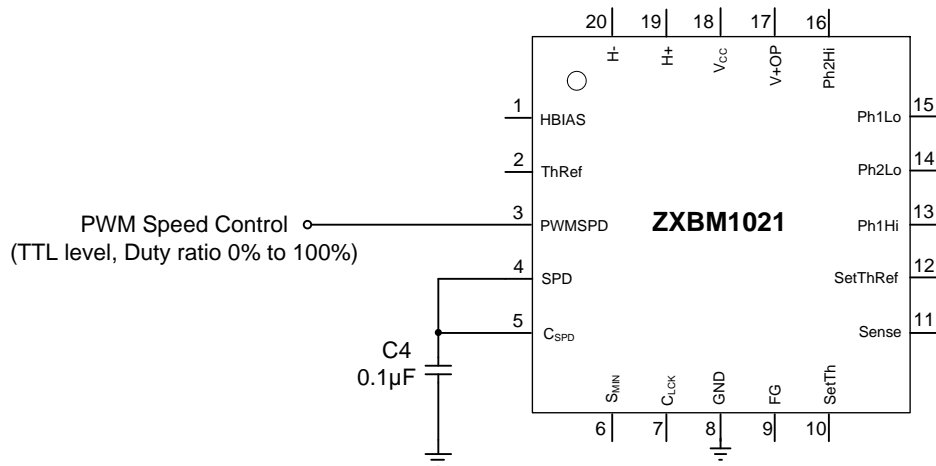 20 19 18 17 16
H- H+ VCC V+OP Ph2Hi
1 HBIAS
2 ThRef
PWM Speed Control
(TTL level, Duty ratio 0% to 100%)
3 PWMSPD
4 SPD
5 CSPD
C4
0.1µF
ZXBM1021
Ph1Lo 15
Ph2Lo 14
Ph1Hi 13
SetThRef 12
Sense 11
SMIN CLCK GND FG SetTh
6 7 8 9 10